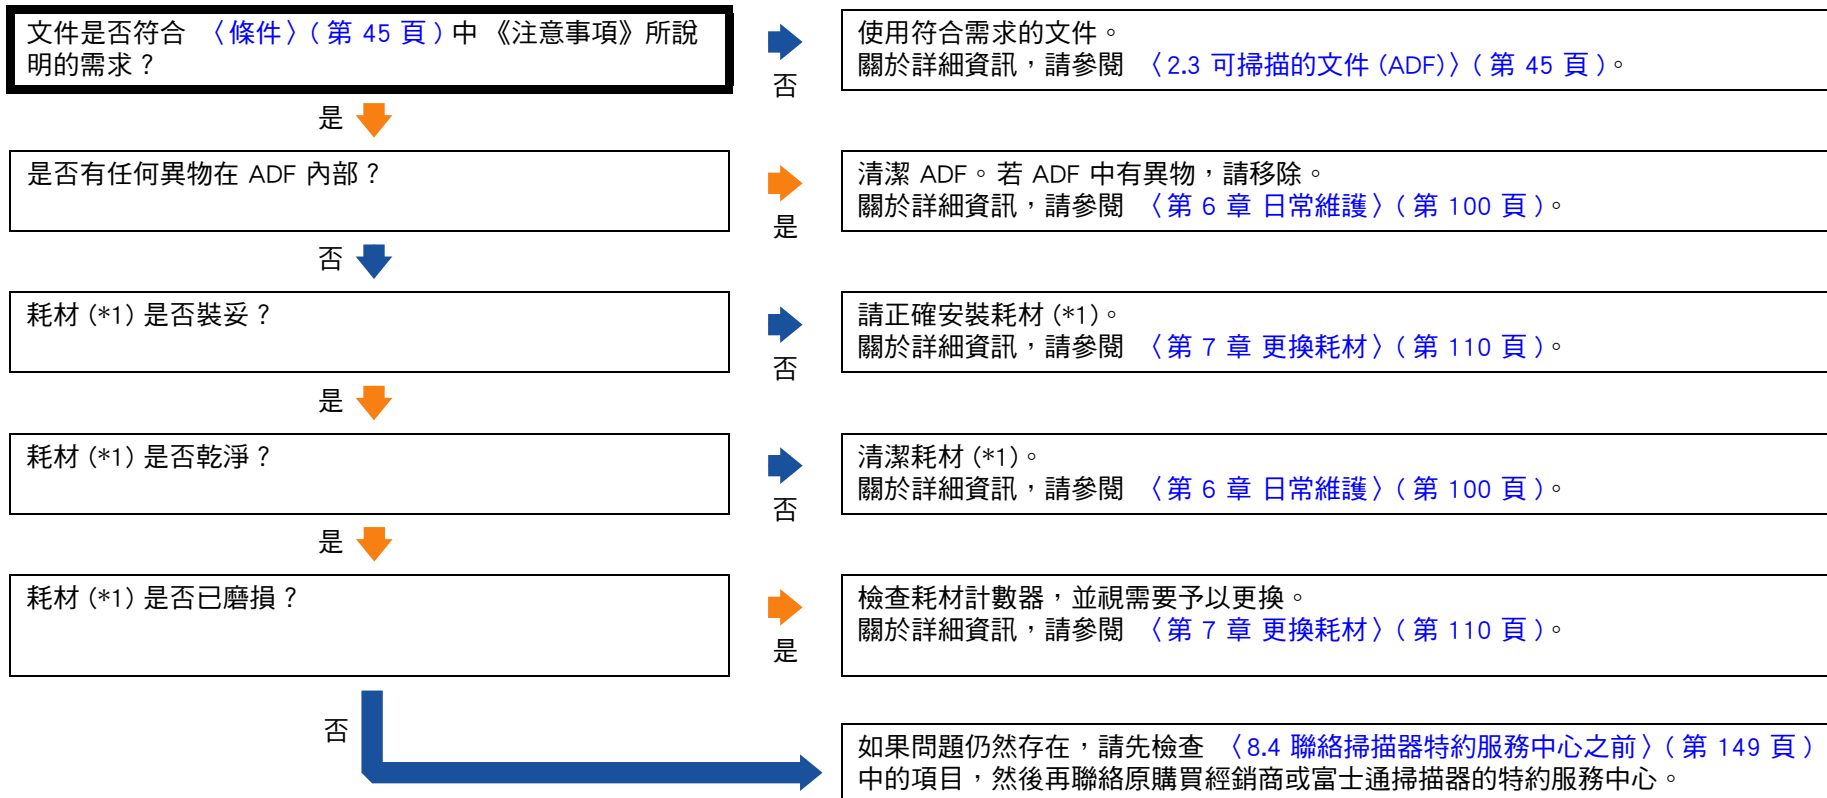 文件是否符合 〈條件〉( 第 45 頁 ) 中 《注意事項》所說
明的需求？
否
使用符合需求的文件。
關於詳細資訊，請參閱 〈2.3 可掃描的文件 (ADF)〉( 第 45 頁 )。
是
是否有任何異物在 ADF 內部？
是
清潔 ADF。若 ADF 中有異物，請移除。
關於詳細資訊，請參閱 〈第 6 章 日常維護〉( 第 100 頁 )。
否
耗材 (*1) 是否裝妥？
否
請正確安裝耗材 (*1)。
關於詳細資訊，請參閱 〈第 7 章 更換耗材〉( 第 110 頁 )。
是
耗材 (*1) 是否乾淨？
否
清潔耗材 (*1)。
關於詳細資訊，請參閱 〈第 6 章 日常維護〉( 第 100 頁 )。
是
耗材 (*1) 是否已磨損？
是
檢查耗材計數器，並視需要予以更換。
關於詳細資訊，請參閱 〈第 7 章 更換耗材〉( 第 110 頁 )。
否
如果問題仍然存在，請先檢查 〈8.4 聯絡掃描器特約服務中心之前〉( 第 149 頁 )
中的項目，然後再聯絡原購買經銷商或富士通掃描器的特約服務中心。